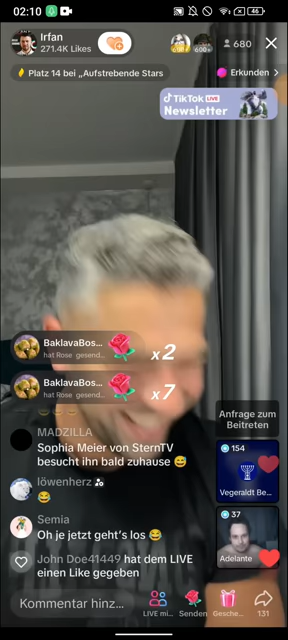 02:10
46
Irfan
271.4K Likes
680
Platz 14 bei „Aufstrebende Stars
Erkunden
TikTok LIVE
Newsletter
BaklavaBos...
hat Rose gesend...
x2
BaklavaBos...
hat Rose gesend...
x7
MADZILLA
Sophia Meier von SternTV
besucht ihn bald zuhause 😅
löwenherz
😂
Semia
Oh je jetzt geht's los 😂
John Doe41449 hat dem LIVE
einen Like gegeben
Anfrage zum
Beitreten
154
Vegeraldt Be...
37
Adelante
Kommentar hinz...
LIVE mi...
Senden
Gesche...
131